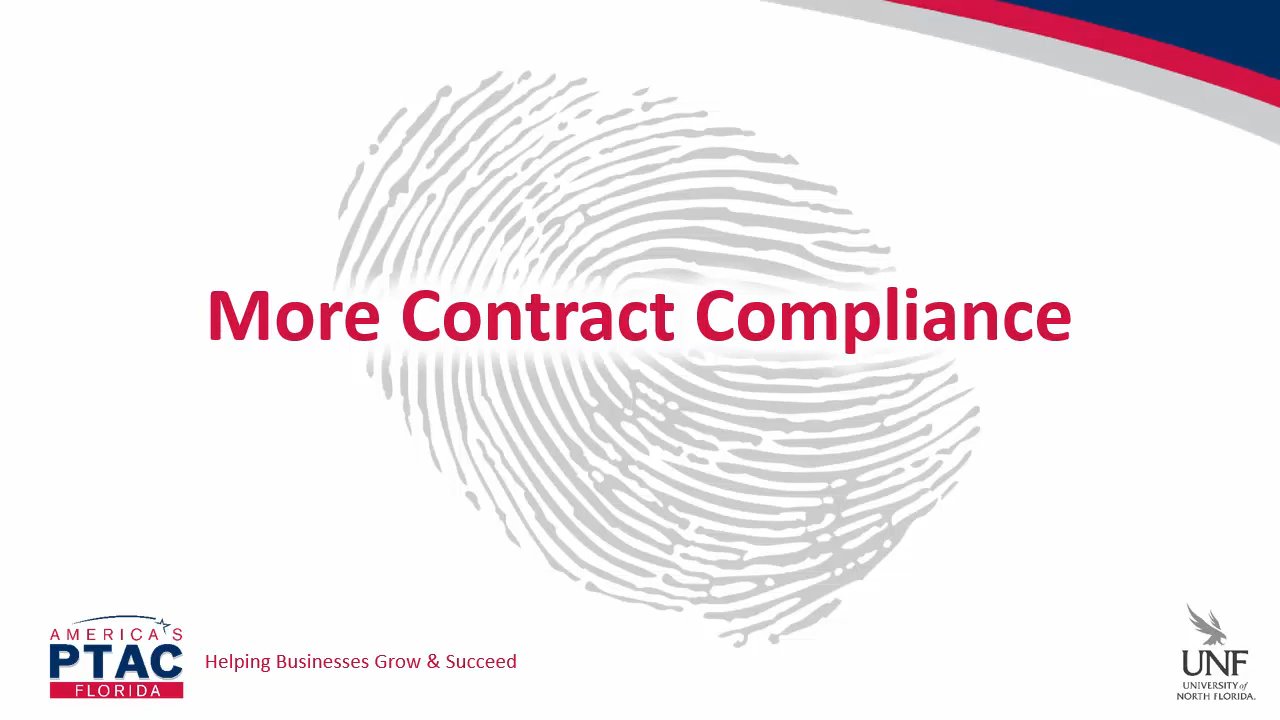 More Contract Compliance
AMERICA'S
PTAC
FLORIDA
Helping Businesses Grow & Succeed
UNF
UNIVERSITY of
NORTH FLORIDA.